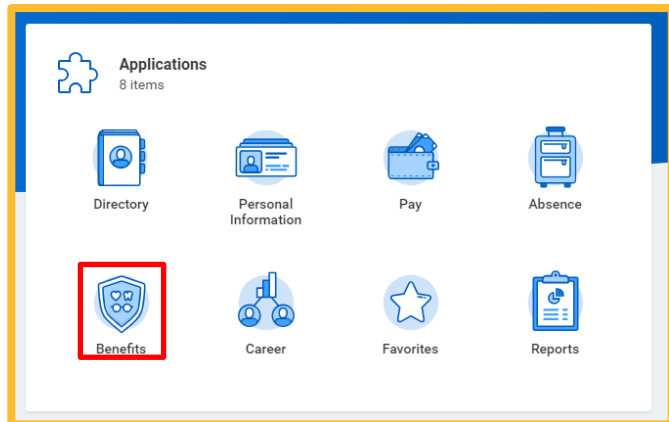 Applications
8 items
Directory
Personal
Information
Pay
Absence
Benefits
Career
Favorites
Reports